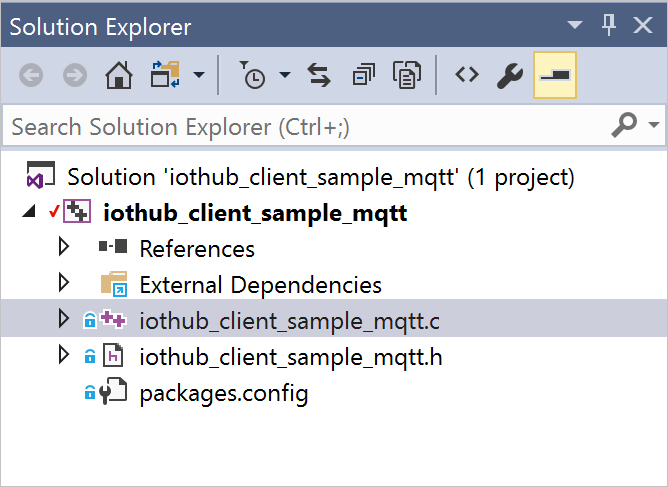 Solution Explorer
Search Solution Explorer (Ctrl+;)
Solution 'iothub_client_sample_mqtt' (1 project)
iothub_client_sample_mqtt
References
External Dependencies
iothub_client_sample_mqtt.c
iothub_client_sample_mqtt.h
packages.config